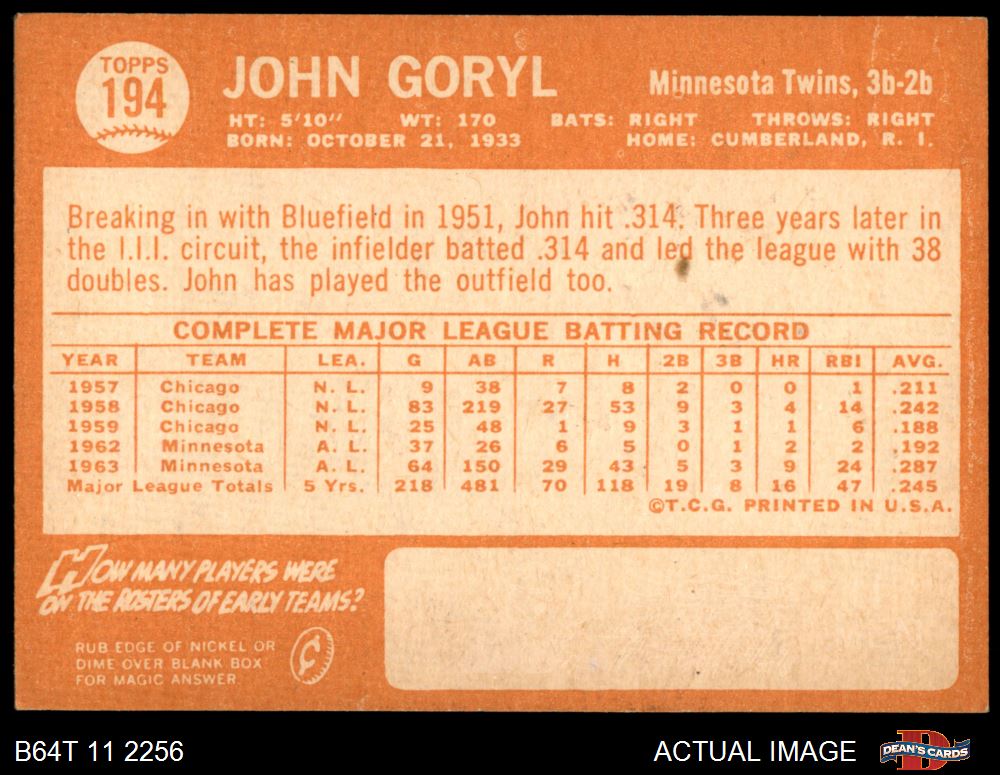 TOPPS
194
JOHN GORYL
Minnesota Twins, 3b-2b
HT: 5'10" WT: 170 BATS: RIGHT THROWS: RIGHT
BORN: OCTOBER 21, 1933 HOME: CUMBERLAND, R. I.
Breaking in with Bluefield in 1951, John hit .314. Three years later in
the I.I.I. circuit, the infielder batted .314 and led the league with 38
doubles. John has played the outfield too.
COMPLETE MAJOR LEAGUE BATTING RECORD
YEAR TEAM LEA. G AB R H 2B 3B HR RBI AVG.
1957 Chicago N. L. 9 38 7 8 2 0 0 1 .211
1958 Chicago N. L. 83 219 27 53 9 3 4 14 .242
1959 Chicago N. L. 25 48 1 9 3 1 1 6 .188
1962 Minnesota A. L. 37 26 6 5 0 1 2 2 .192
1963 Minnesota A. L. 64 150 29 43 5 3 9 24 .287
Major League Totals 5 Yrs. 218 481 70 118 19 8 16 47 .245
©T.C.G. PRINTED IN U.S.A.
HOW MANY PLAYERS WERE
ON THE ROSTERS OF EARLY TEAMS?
RUB EDGE OF NICKEL OR
DIME OVER BLANK BOX
FOR MAGIC ANSWER.
B64T 11 2256
ACTUAL IMAGE
DEAN'S CARDS